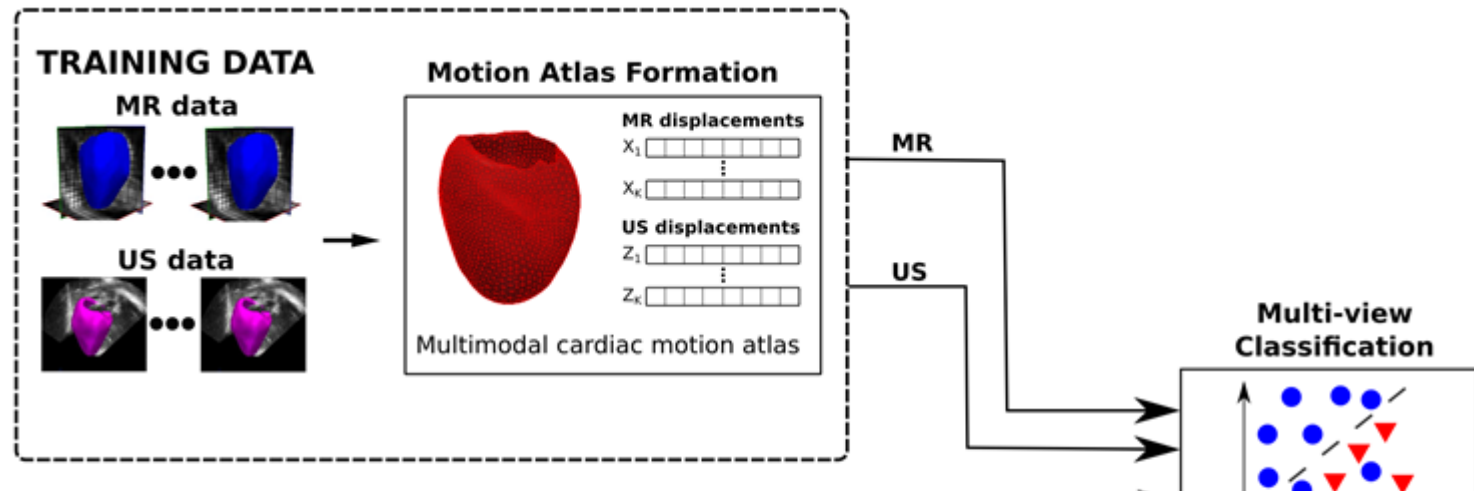 TRAINING DATA
MR data
US data
Motion Atlas Formation
MR displacements
X1
XK
US displacements
Z1
ZK
Multimodal cardiac motion atlas
MR
US
Multi-view
Classification